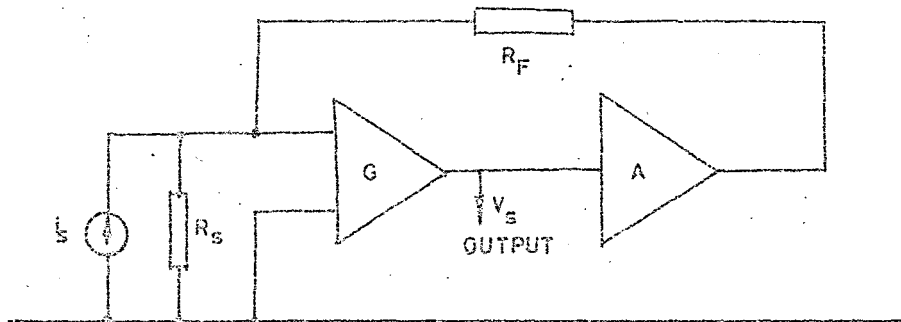 R_F
G
A
i_s
R_s
V_s
OUTPUT